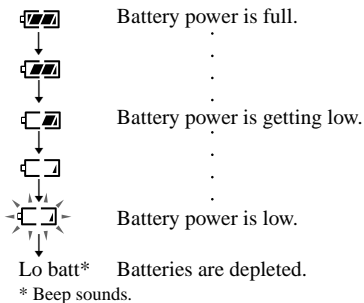 Battery power is full.
Battery power is getting low.
Battery power is low.
Lo batt* Batteries are depleted.
* Beep sounds.